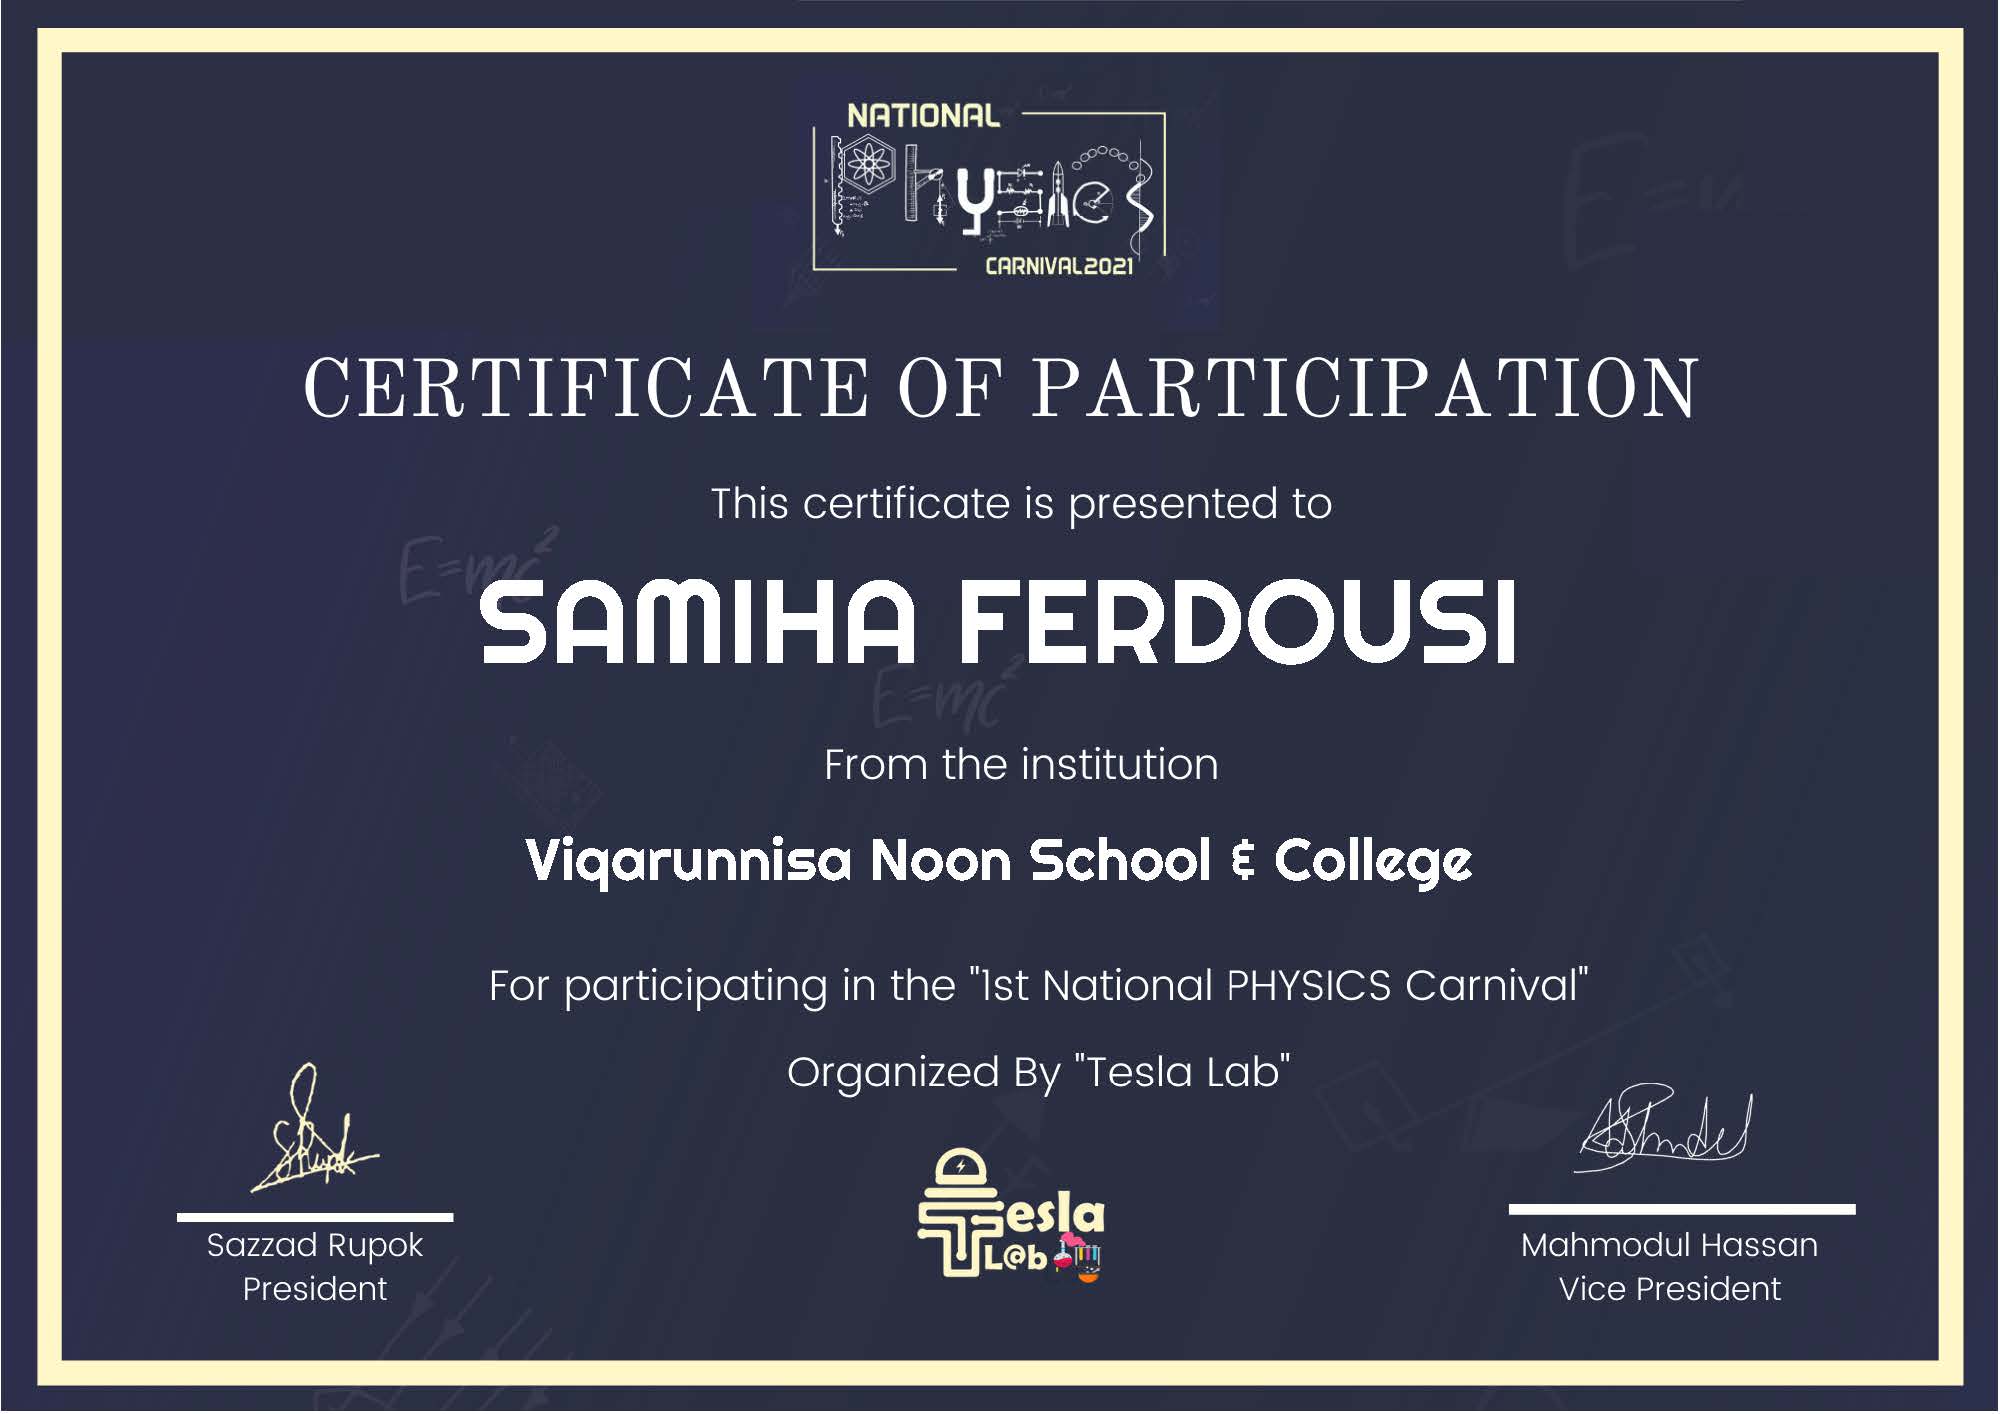 NATIONAL
Physics
CARNIVAL2021
CERTIFICATE OF PARTICIPATION
This certificate is presented to
E=mc²
SAMIHA FERDOUSI
E=mc²
From the institution
Viqarunnisa Noon School & College
For participating in the "1st National PHYSICS Carnival"
Organized By "Tesla Lab"
Tesla
L@b
Sazzad Rupok
President
Mahmodul Hassan
Vice President